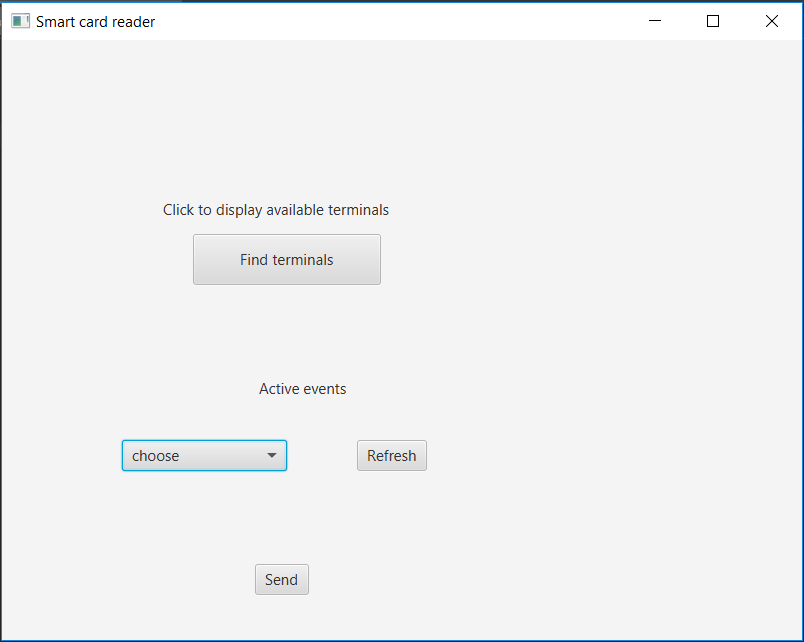 Smart card reader
Click to display available terminals
Find terminals
Active events
choose
Refresh
Send